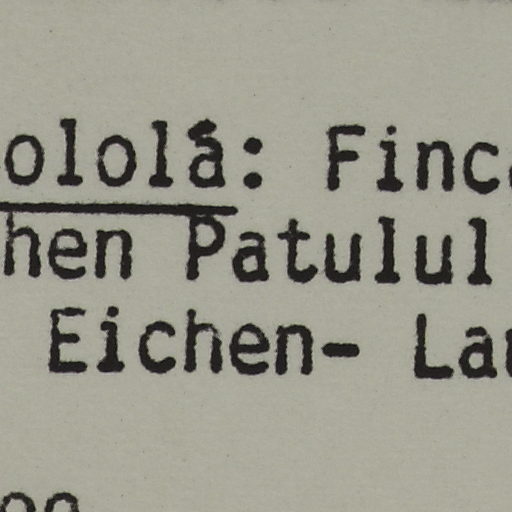 ololá: Finc
hen Patulul
Eichen- La